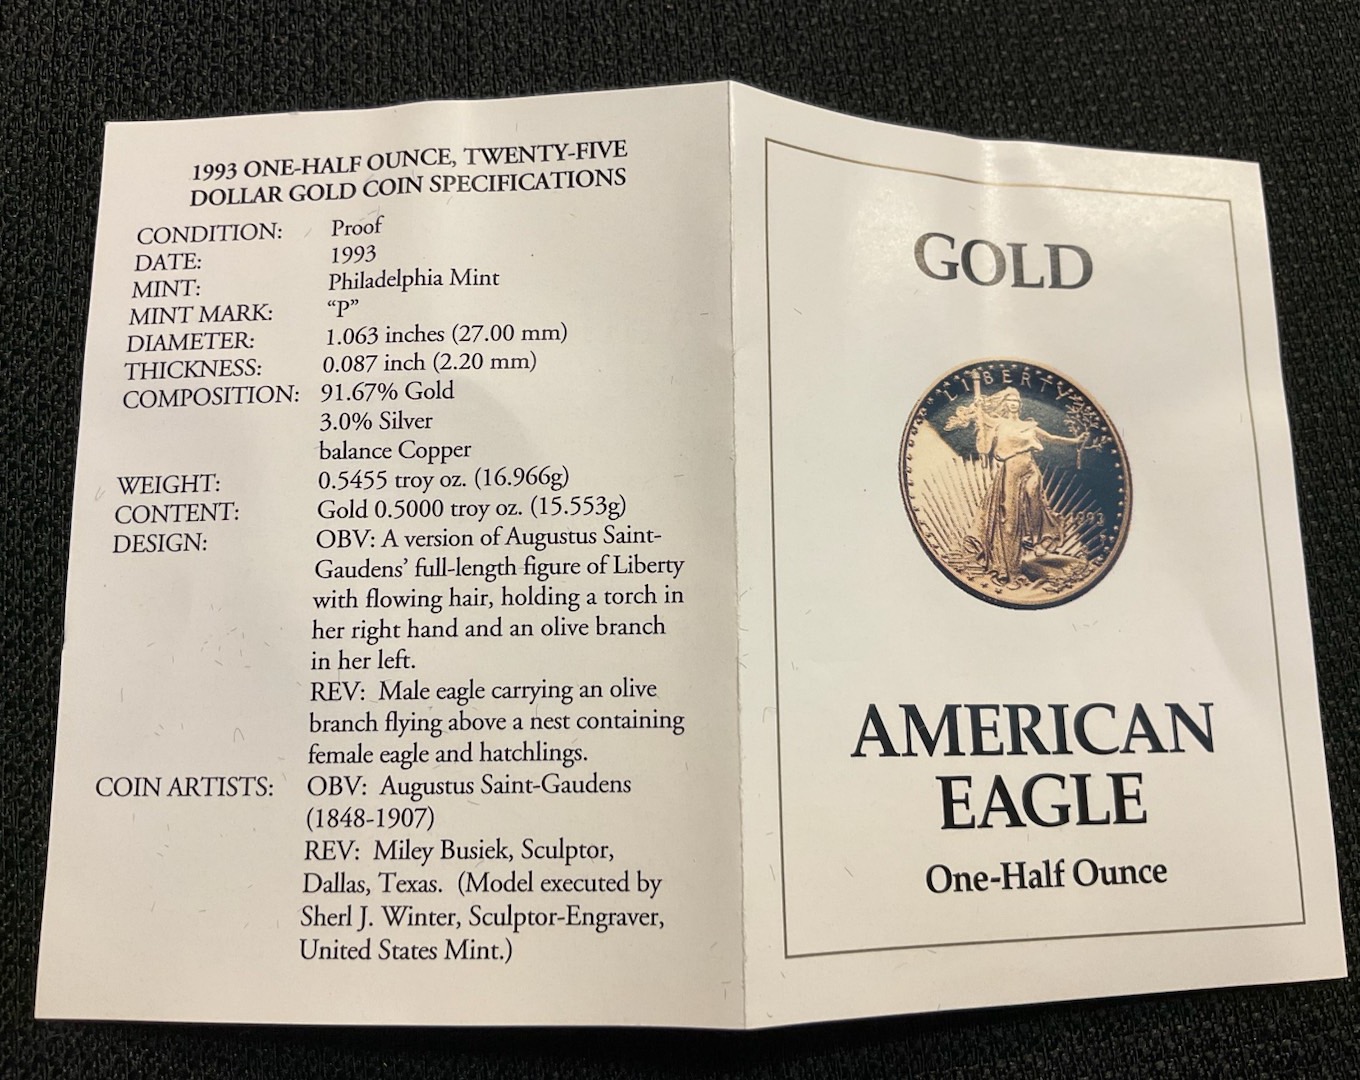 1993 ONE-HALF OUNCE, TWENTY-FIVE
DOLLAR GOLD COIN SPECIFICATIONS
CONDITION: Proof
DATE: 1993
MINT: Philadelphia Mint
MINT MARK: “P”
DIAMETER: 1.063 inches (27.00 mm)
THICKNESS: 0.087 inch (2.20 mm)
COMPOSITION: 91.67% Gold
3.0% Silver
balance Copper
WEIGHT: 0.5455 troy oz. (16.966g)
CONTENT: Gold 0.5000 troy oz. (15.553g)
DESIGN: OBV: A version of Augustus Saint-
Gaudens’ full-length figure of Liberty
with flowing hair, holding a torch in
her right hand and an olive branch
in her left.
REV: Male eagle carrying an olive
branch flying above a nest containing
female eagle and hatchlings.
COIN ARTISTS: OBV: Augustus Saint-Gaudens
(1848-1907)
REV: Miley Busiek, Sculptor,
Dallas, Texas. (Model executed by
Sherl J. Winter, Sculptor-Engraver,
United States Mint.)
GOLD
LIBERTY
1993
AMERICAN
EAGLE
One-Half Ounce